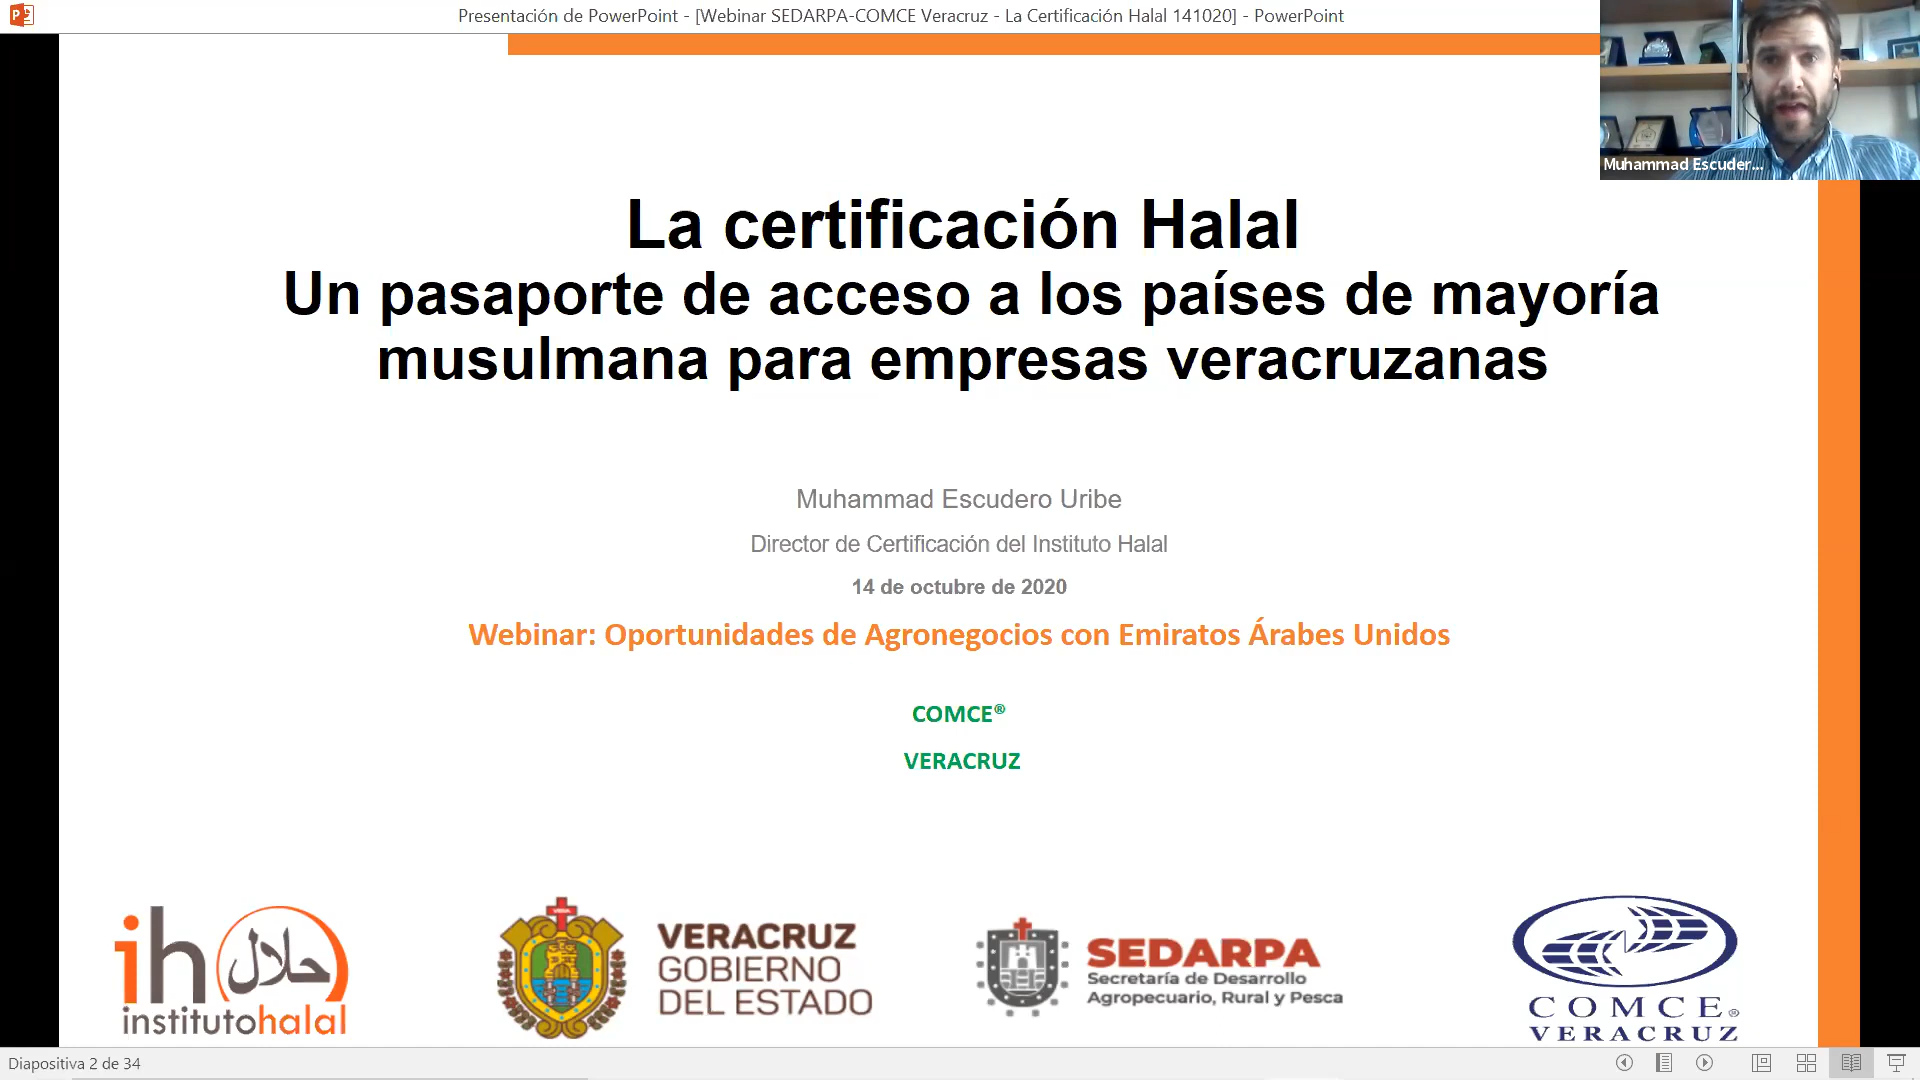 Presentación de PowerPoint - [Webinar SEDARPA-COMCE Veracruz - La Certificación Halal 141020] - PowerPoint
Muhammad Escuder...
La certificación Halal
Un pasaporte de acceso a los países de mayoría
musulmana para empresas veracruzanas
Muhammad Escudero Uribe
Director de Certificación del Instituto Halal
14 de octubre de 2020
Webinar: Oportunidades de Agronegocios con Emiratos Árabes Unidos
COMCE®
VERACRUZ
ih حلال
institutohalal
VERACRUZ
GOBIERNO
DEL ESTADO
SEDARPA
Secretaría de Desarrollo
Agropecuario, Rural y Pesca
COMCE®
VERACRUZ
Diapositiva 2 de 34